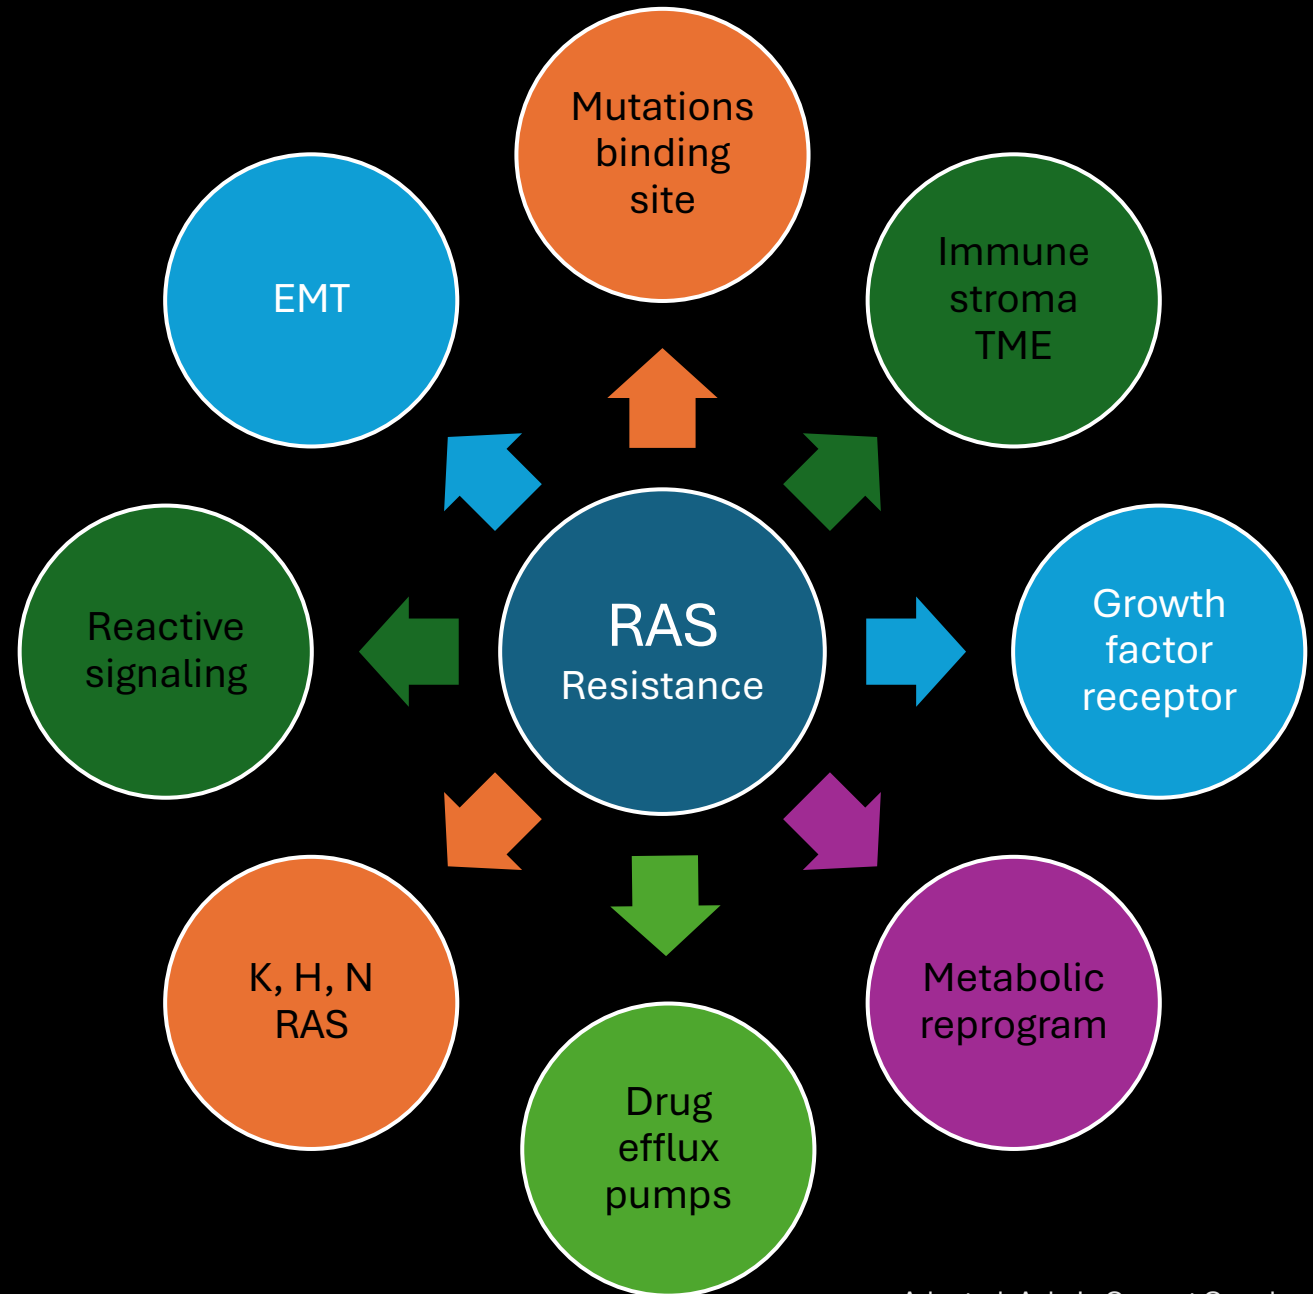 Mutations
binding
site
Immune
stroma
TME
Growth
factor
receptor
Metabolic
reprogram
Drug
efflux
pumps
K, H, N
RAS
Reactive
signaling
EMT
RAS
Resistance